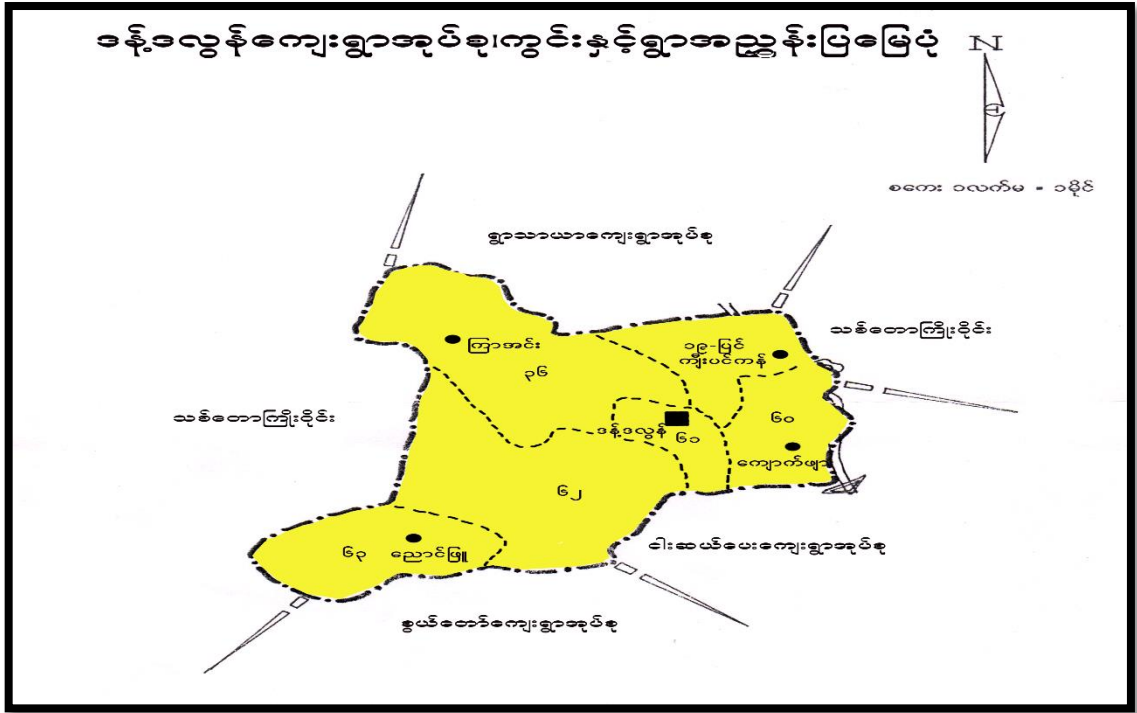 ဒန့်ဒလွန်ကျေးရွာအုပ်စု၊ကွင်းနှင့်ရွာအညွှန်းပြမြေပုံ
N
စကေး ၁လက်မ = ၁မိုင်
ရွာသာယာကျေးရွာအုပ်စု
သစ်တောကြိုးဝိုင်း
ကြာအင်း
၁၉-ပြင်
ကျီးပင်ကန်
၃၆
သစ်တောကြိုးဝိုင်း
၆၀
ဒန့်ဒလွန်
၆၁
ကျောက်ဖျာ
၆၂
ငါးဆယ်ပေးကျေးရွာအုပ်စု
၆၃
ညောင်ဖြူ
စွယ်တော်ကျေးရွာအုပ်စု